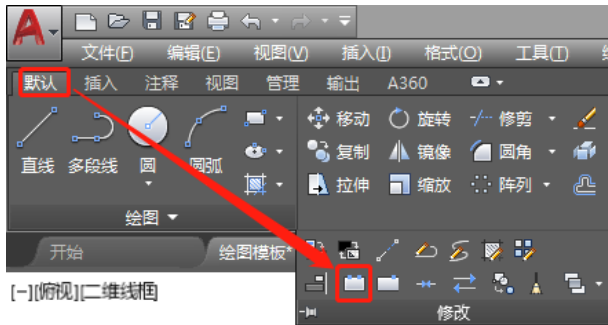 文件(F) 编辑(E) 视图(V) 插入(I) 格式(O) 工具(T)
默认 插入 注释 视图 管理 输出 A360
直线 多段线 圆 圆弧
移动 旋转 修剪
复制 镜像 圆角
拉伸 缩放 阵列
绘图
开始 绘图模板*
[−][俯视][二维线框]
修改